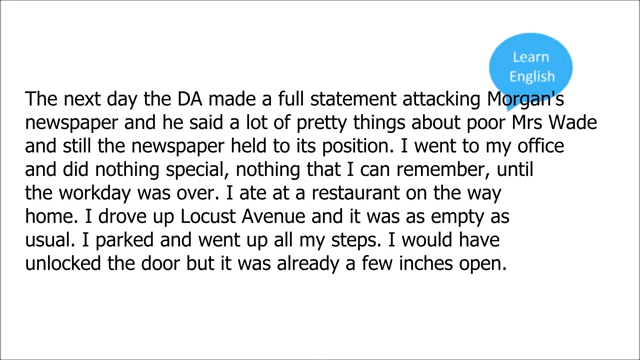 Learn
English
The next day the DA made a full statement attacking Morgan's
newspaper and he said a lot of pretty things about poor Mrs Wade
and still the newspaper held to its position. I went to my office
and did nothing special, nothing that I can remember, until
the workday was over. I ate at a restaurant on the way
home. I drove up Locust Avenue and it was as empty as
usual. I parked and went up all my steps. I would have
unlocked the door but it was already a few inches open.